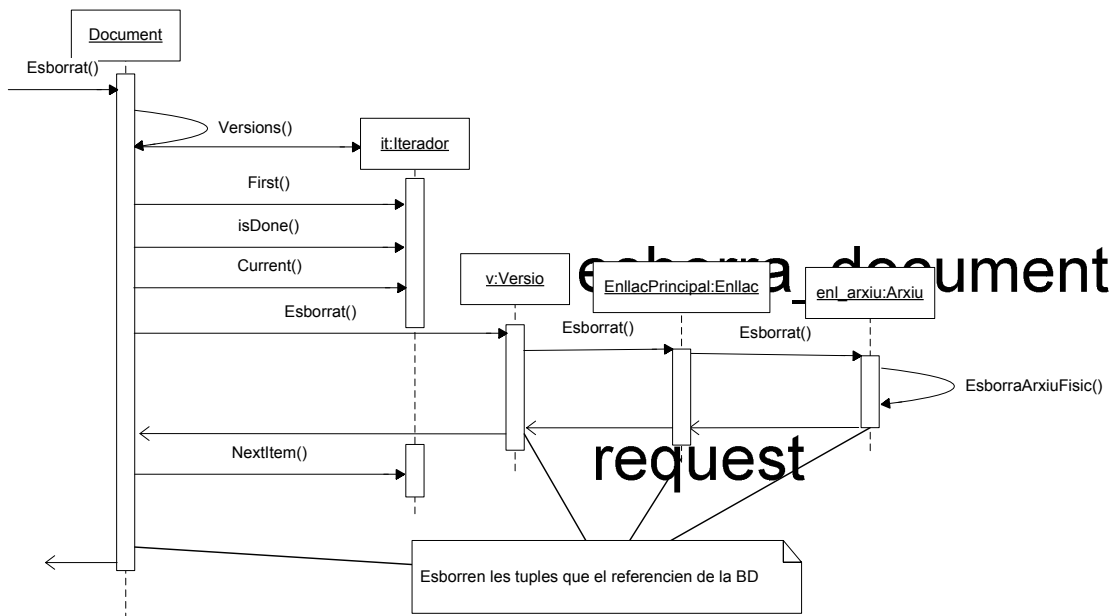 Document
Esborrat()
Versions()
it:Iterador
First()
isDone()
Current()
esborra_document
v:Versio
EnllacPrincipal:Enllac
enl_arxiu:Arxiu
Esborrat()
Esborrat()
Esborrat()
EsborraArxiuFisic()
NextItem()
request
Esborren les tuples que el referencien de la BD